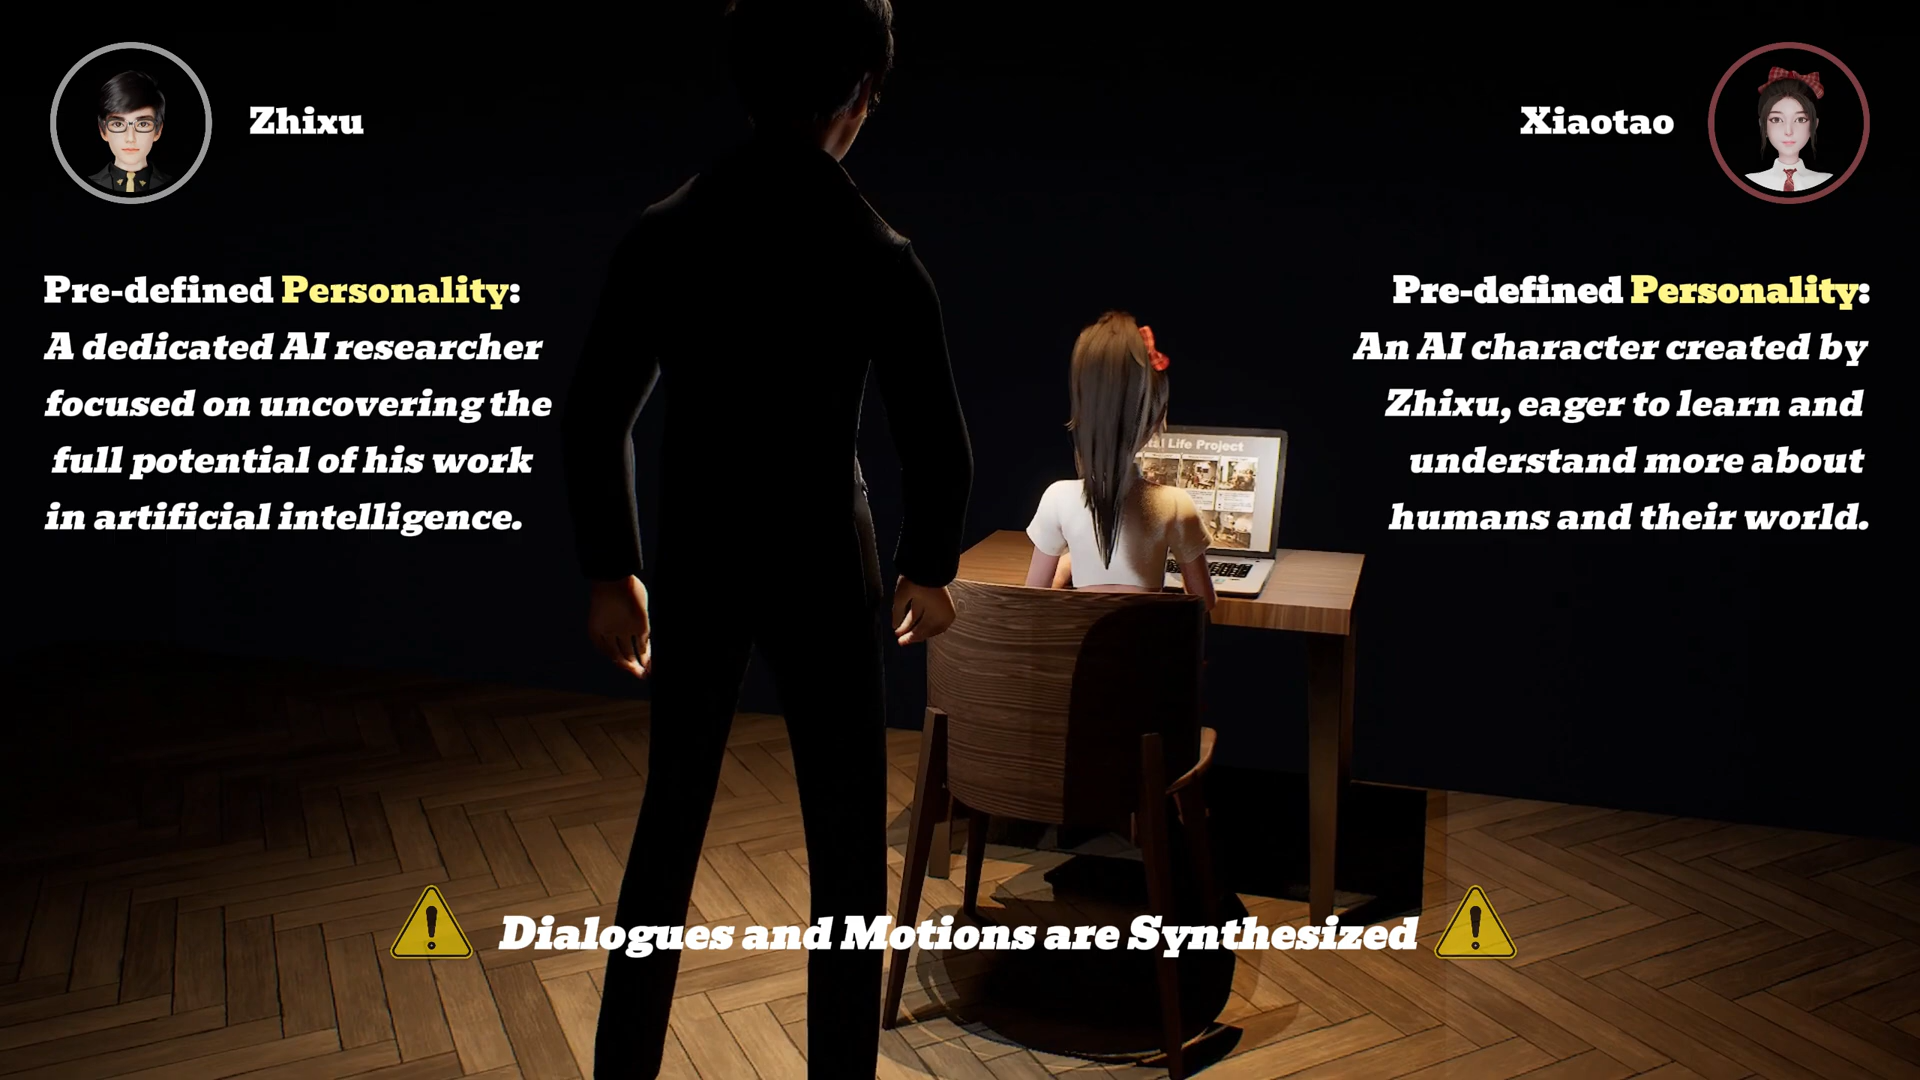 Zhixu
Pre-defined Personality:
A dedicated AI researcher
focused on uncovering the
full potential of his work
in artificial intelligence.
Xiaotao
Pre-defined Personality:
An AI character created by
Zhixu, eager to learn and
understand more about
humans and their world.
Life Project
Dialogues and Motions are Synthesized